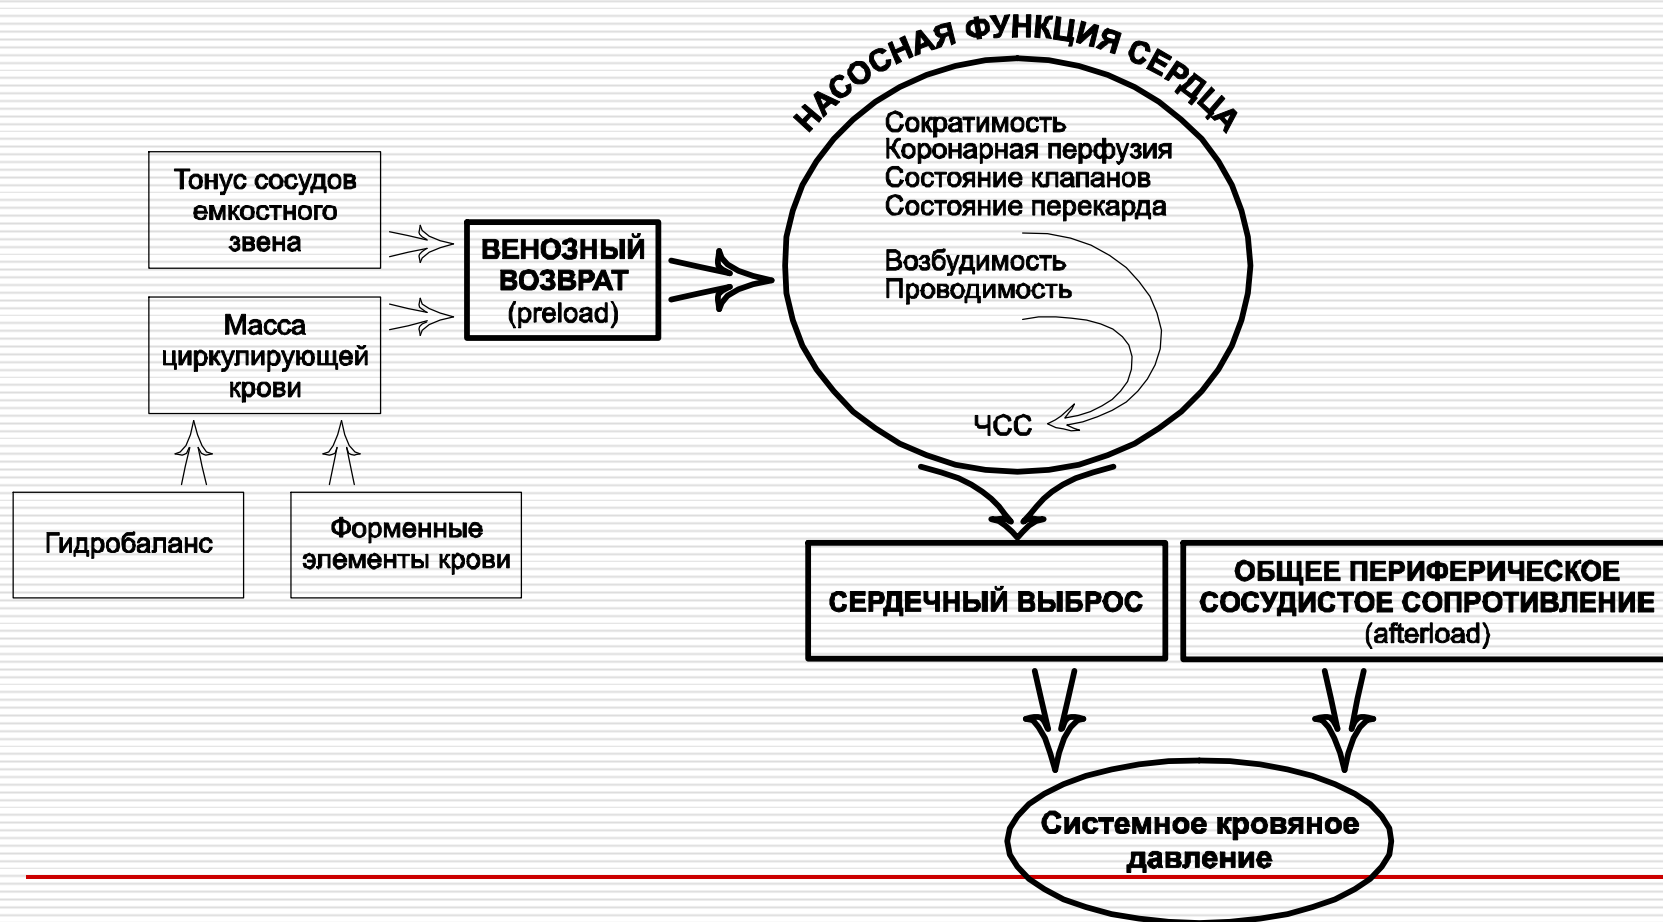 НАСОСНАЯ ФУНКЦИЯ СЕРДЦА
Сократимость
Коронарная перфузия
Состояние клапанов
Состояние перекарда
Возбудимость
Проводимость
ЧСС
Тонус сосудов
емкостного
звена
ВЕНОЗНЫЙ
ВОЗВРАТ
(preload)
Масса
циркулирующей
крови
Гидробаланс
Форменные
элементы крови
СЕРДЕЧНЫЙ ВЫБРОС
ОБЩЕЕ ПЕРИФЕРИЧЕСКОЕ
СОСУДИСТОЕ СОПРОТИВЛЕНИЕ
(afterload)
Системное кровяное
давление